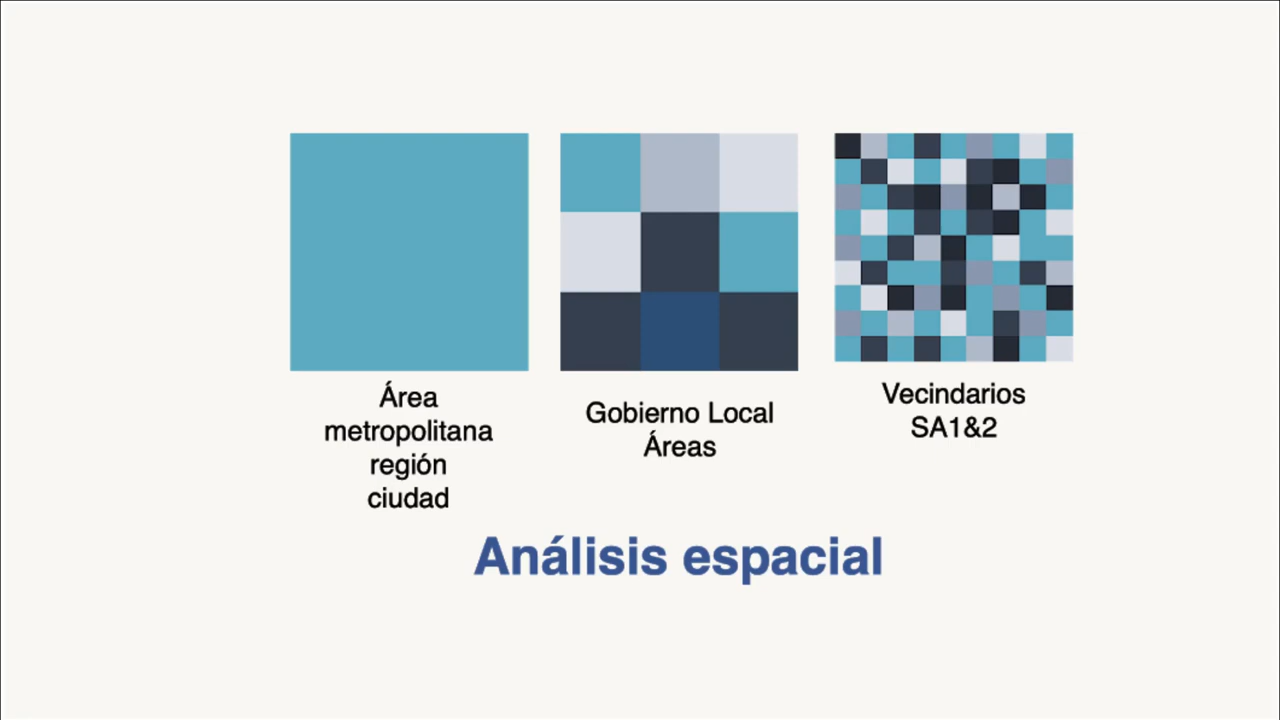 Área
metropolitana
región
ciudad
Gobierno Local
Áreas
Vecindarios
SA1&2
Análisis espacial